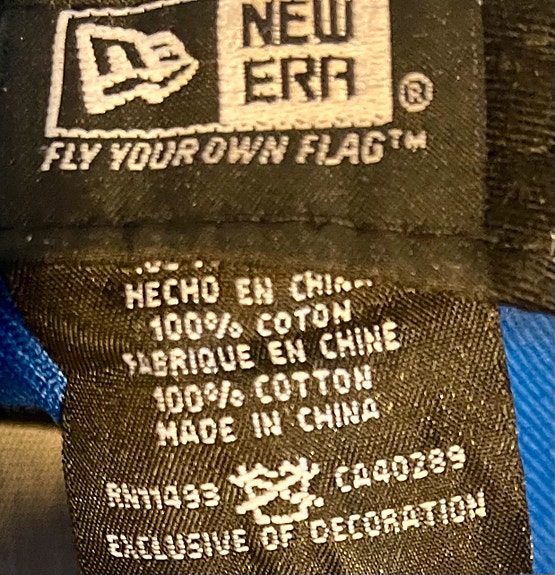 NEW
ERA®
FLY YOUR OWN FLAG™
HECHO EN CHINA
100% COTON
FABRIQUE EN CHINE
100% COTTON
MADE IN CHINA
RN11493 CA40289
EXCLUSIVE OF DECORATION